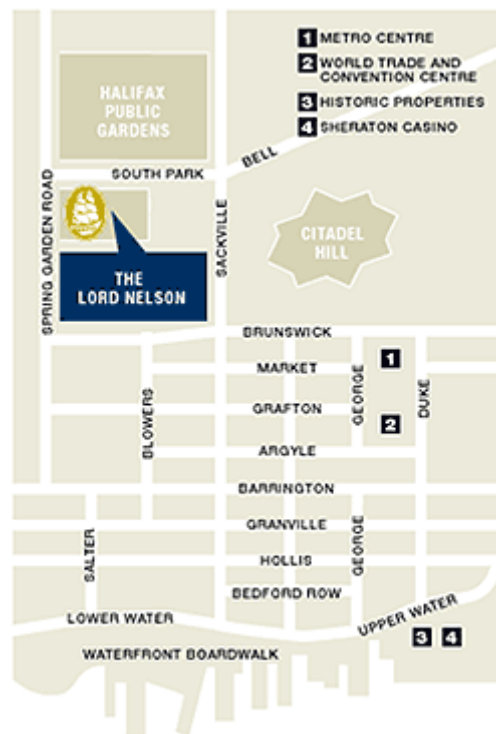 1 METRO CENTRE
2 WORLD TRADE AND
CONVENTION CENTRE
3 HISTORIC PROPERTIES
4 SHERATON CASINO
HALIFAX
PUBLIC
GARDENS
BELL
SOUTH PARK
SPRING GARDEN ROAD
SACKVILLE
CITADEL
HILL
THE
LORD NELSON
BRUNSWICK
MARKET
GEORGE
1
DUKE
BLOWERS
GRAFTON
2
ARGYLE
BARRINGTON
GRANVILLE
GEORGE
SALTER
HOLLIS
BEDFORD ROW
LOWER WATER
UPPER WATER
3 4
WATERFRONT BOARDWALK